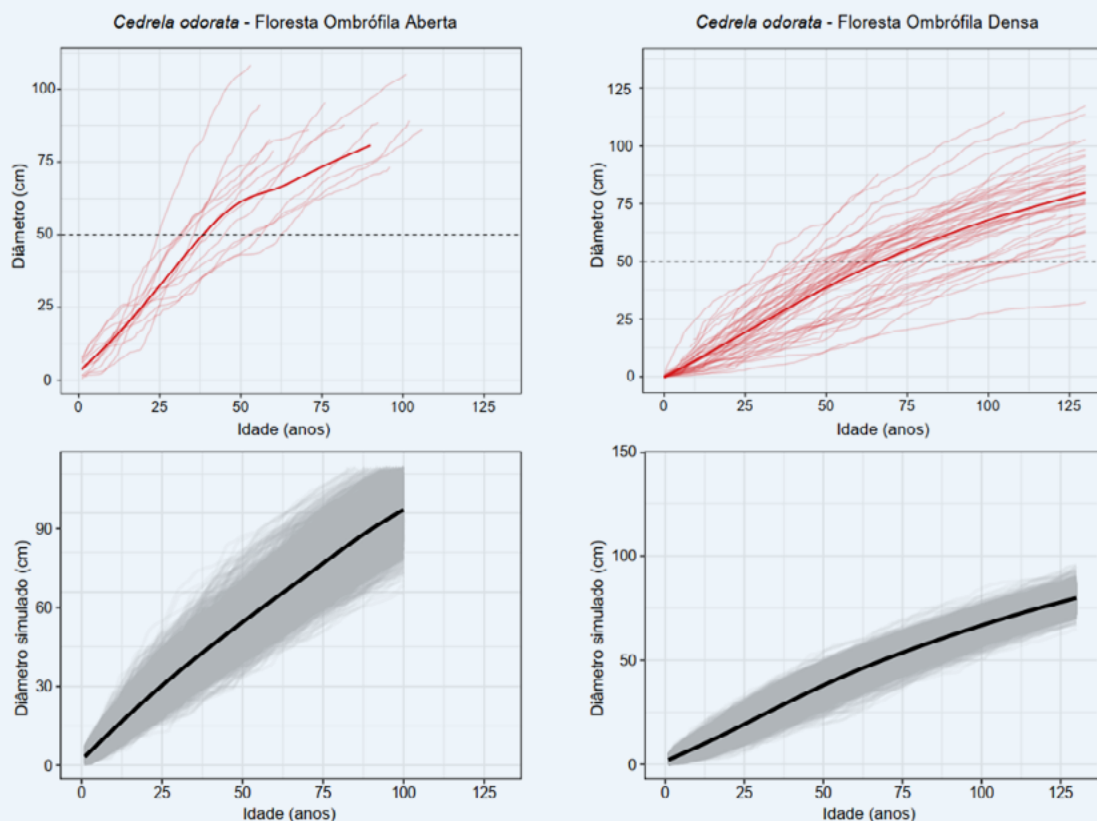 Cedrela odorata - Floresta Ombrófila Aberta
Diâmetro (cm)
100
75
50
25
0
0 25 50 75 100 125
Idade (anos)
Cedrela odorata - Floresta Ombrófila Densa
Diâmetro (cm)
125
100
75
50
25
0
0 25 50 75 100 125
Idade (anos)
Diâmetro simulado (cm)
90
60
30
0
0 25 50 75 100 125
Idade (anos)
Diâmetro simulado (cm)
150
100
50
0
0 25 50 75 100 125
Idade (anos)